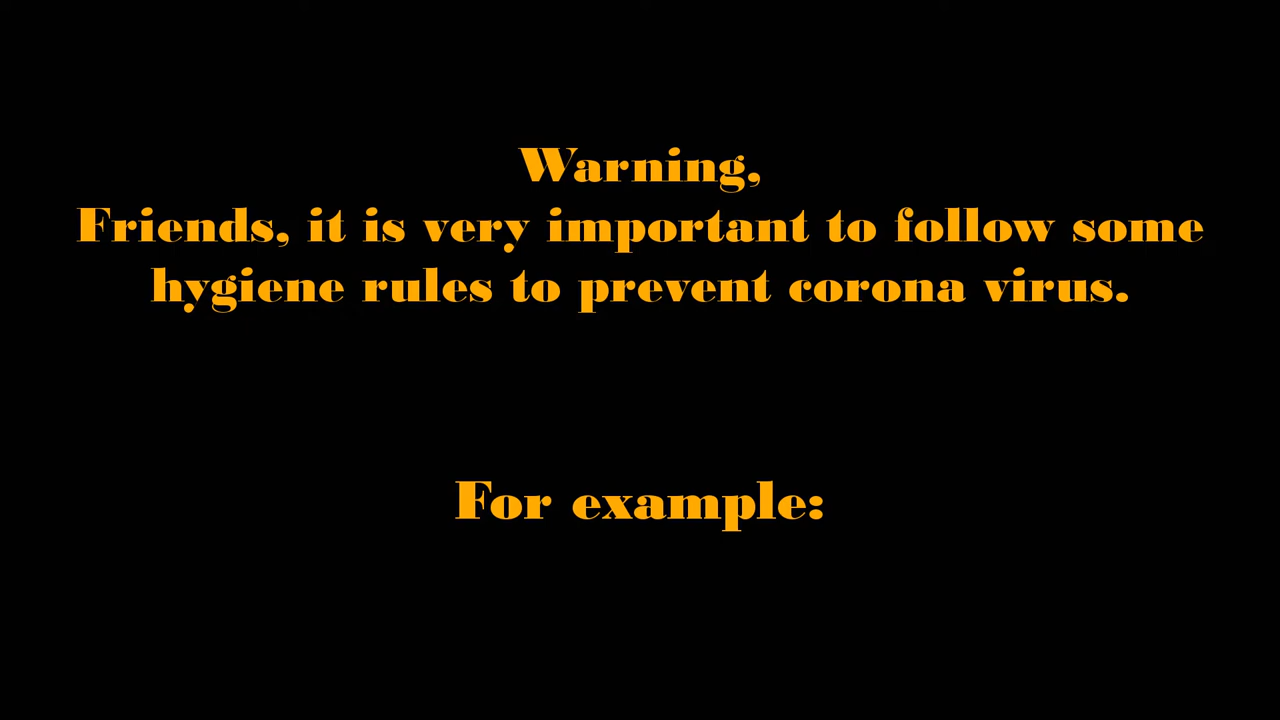 Warning,
Friends, it is very important to follow some
hygiene rules to prevent corona virus.
For example: